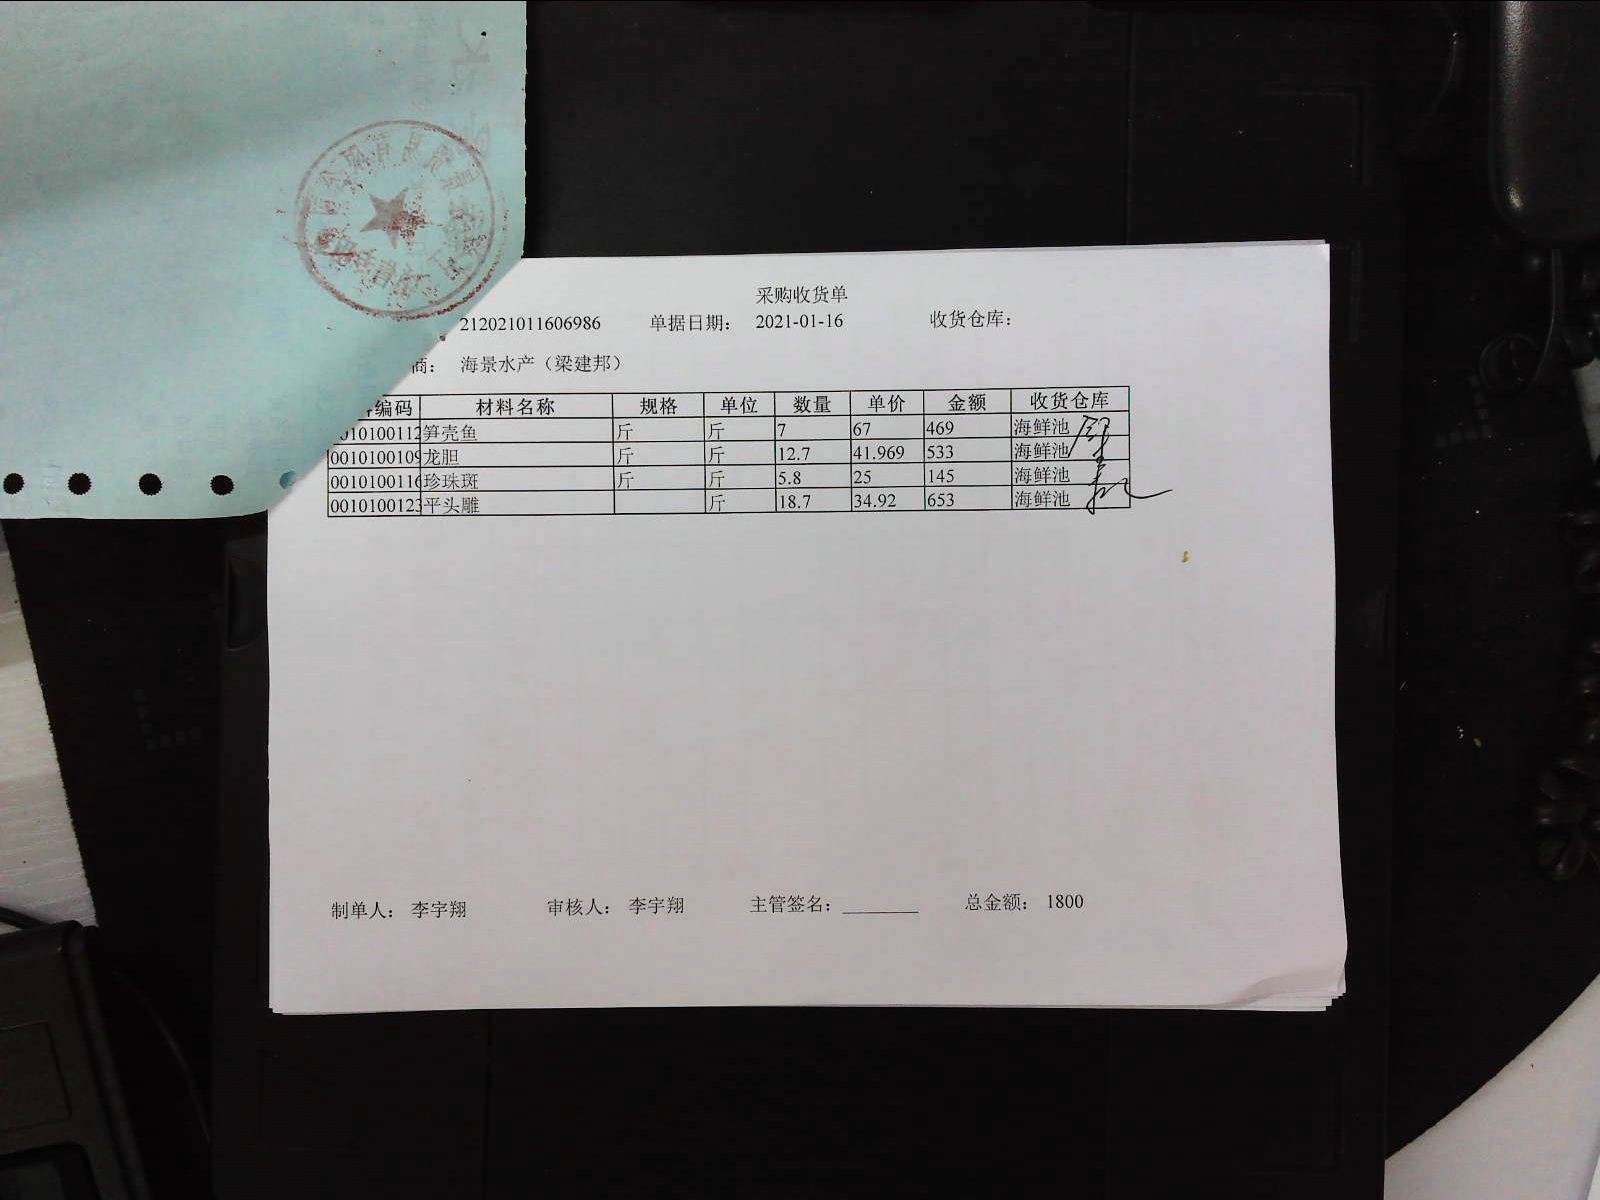 采购收货单
212021011606986 单据日期： 2021-01-16 收货仓库：
商： 海景水产（梁建邦）
编码 材料名称 规格 单位 数量 单价 金额 收货仓库
010100112 笋壳鱼 斤 斤 7 67 469 海鲜池
0010100109 龙胆 斤 斤 12.7 41.969 533 海鲜池
0010100116 珍珠斑 斤 斤 5.8 25 145 海鲜池
0010100123 平头雕 斤 18.7 34.92 653 海鲜池
制单人： 李宇翔 审核人： 李宇翔 主管签名：________ 总金额： 1800